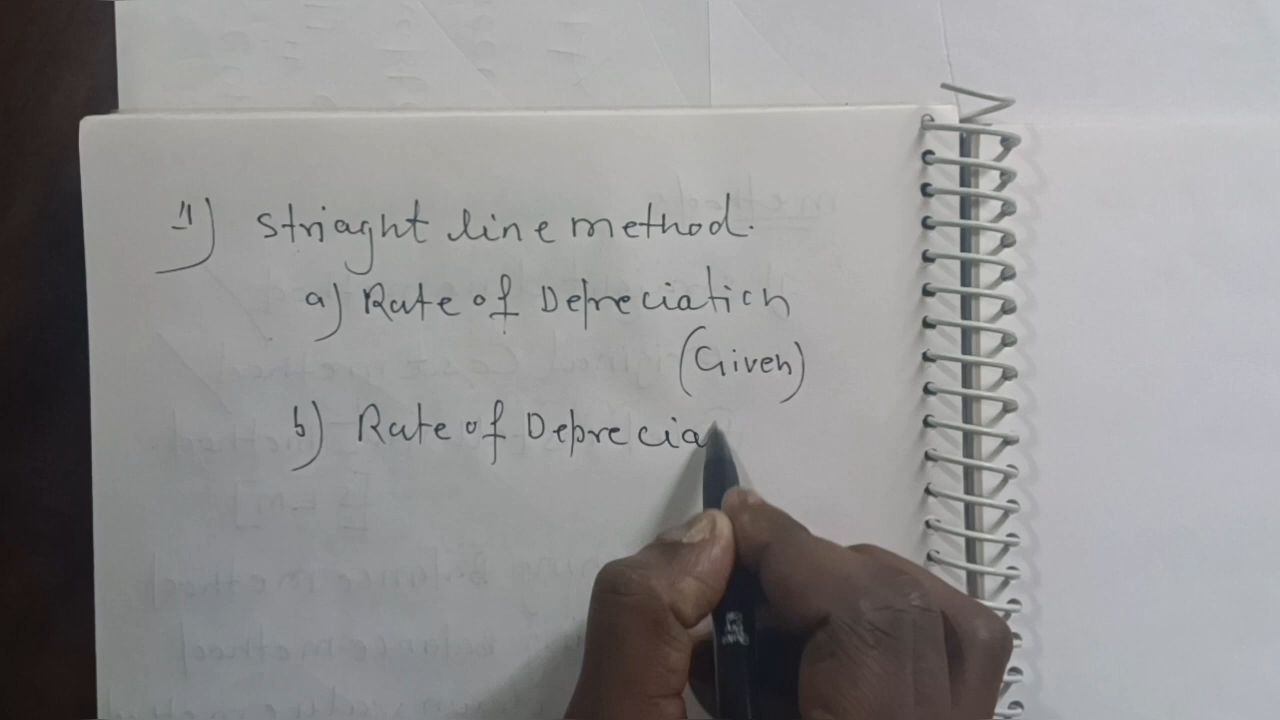 1) Striaght line method.
a) Rate of Depreciation
(Given)
b) Rate of Deprecia